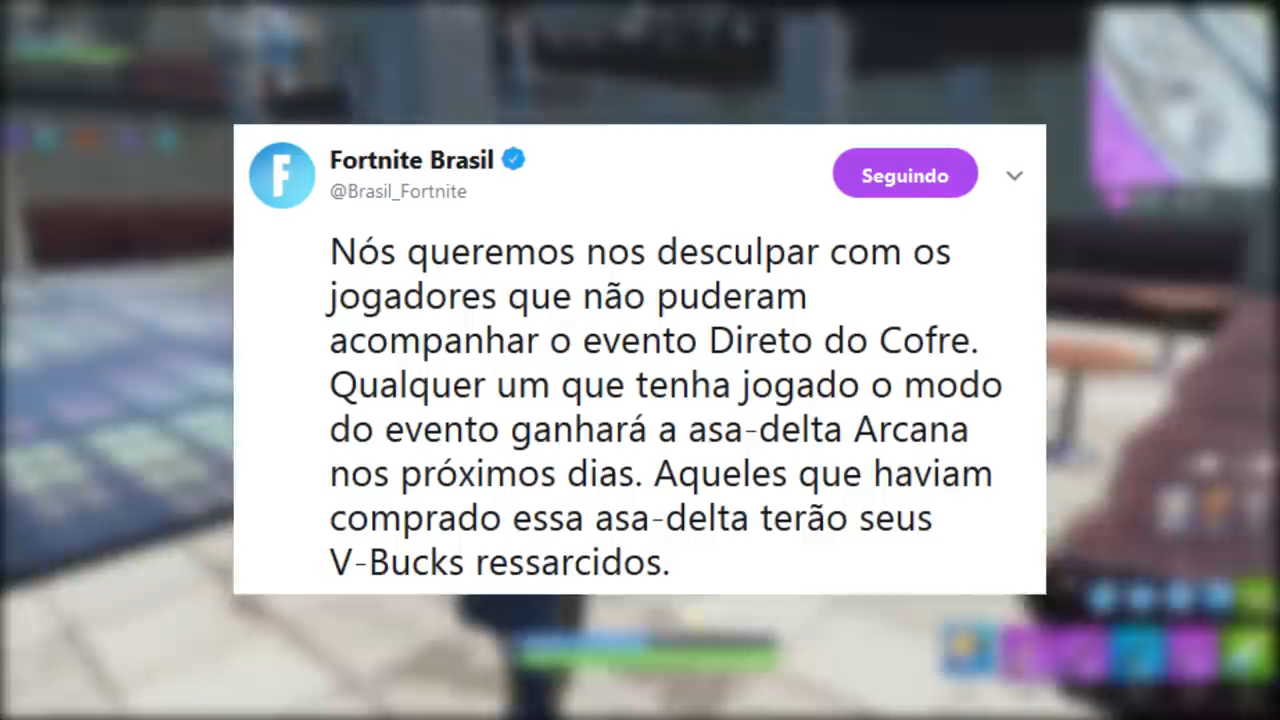 Fortnite Brasil
@Brasil_Fortnite
Seguindo
Nós queremos nos desculpar com os
jogadores que não puderam
acompanhar o evento Direto do Cofre.
Qualquer um que tenha jogado o modo
do evento ganhará a asa-delta Arcana
nos próximos dias. Aqueles que haviam
comprado essa asa-delta terão seus
V-Bucks ressarcidos.